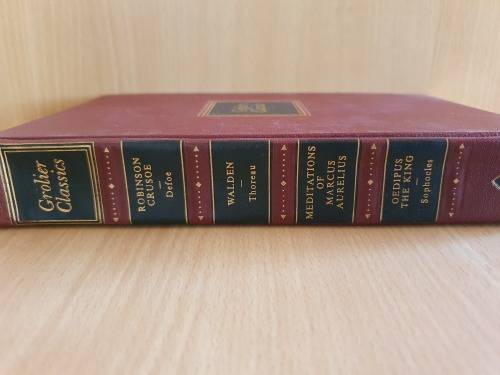 Grolier
Classics
ROBINSON
CRUSOE
—
Defoe
WALDEN
—
Thoreau
MEDITATIONS
OF
MARCUS
AURELIUS
OEDIPUS
THE KING
—
Sophocles